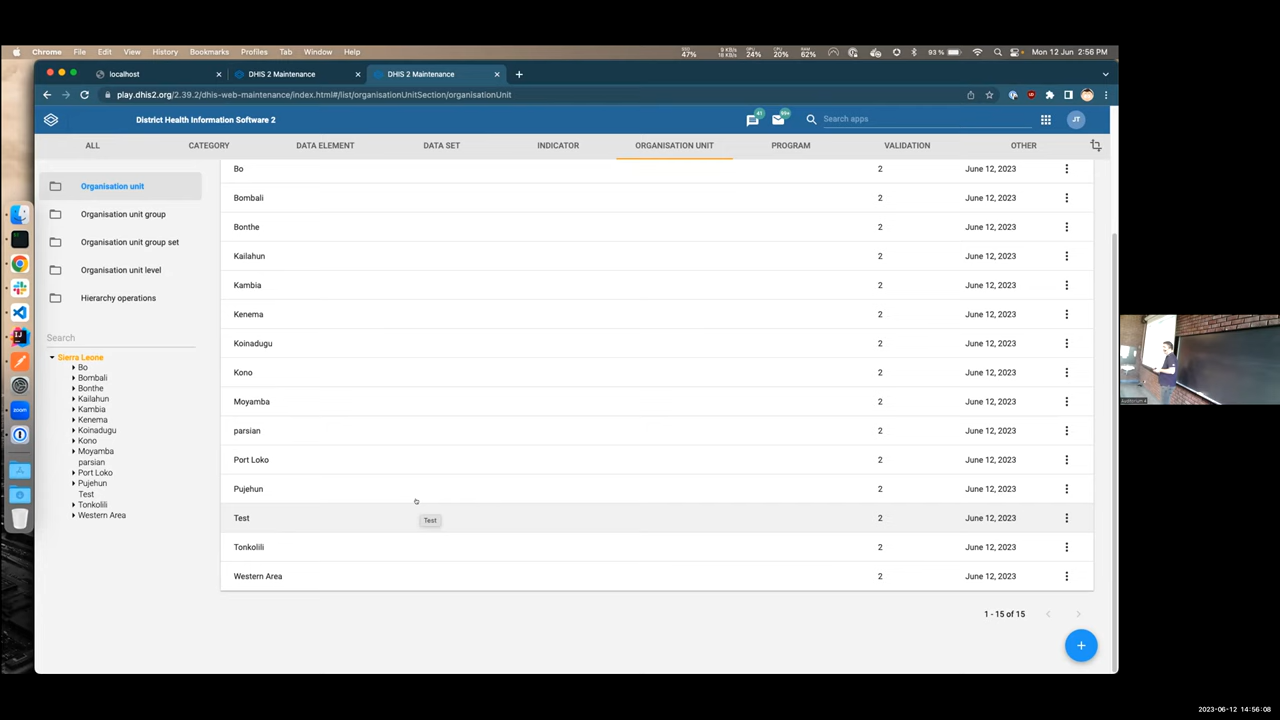 Chrome File Edit View History Bookmarks Profiles Tab Window Help
93 % Mon 12 Jun 2:56 PM
localhost
DHIS 2 Maintenance
DHIS 2 Maintenance
play.dhis2.org/2.39.2/dhis-web-maintenance/index.html#/list/organisationUnitSection/organisationUnit
District Health Information Software 2
Search apps
JT
ALL CATEGORY DATA ELEMENT DATA SET INDICATOR ORGANISATION UNIT PROGRAM VALIDATION OTHER
Organisation unit
Organisation unit group
Organisation unit group set
Organisation unit level
Hierarchy operations
Search
Sierra Leone
Bo
Bombali
Bonthe
Kailahun
Kambia
Kenema
Koinadugu
Kono
Moyamba
parsian
Port Loko
Pujehun
Test
Tonkolili
Western Area
Bo 2 June 12, 2023
Bombali 2 June 12, 2023
Bonthe 2 June 12, 2023
Kailahun 2 June 12, 2023
Kambia 2 June 12, 2023
Kenema 2 June 12, 2023
Koinadugu 2 June 12, 2023
Kono 2 June 12, 2023
Moyamba 2 June 12, 2023
parsian 2 June 12, 2023
Port Loko 2 June 12, 2023
Pujehun 2 June 12, 2023
Test 2 June 12, 2023
Test
Tonkolili 2 June 12, 2023
Western Area 2 June 12, 2023
1 - 15 of 15
2023-06-12 14:56:08